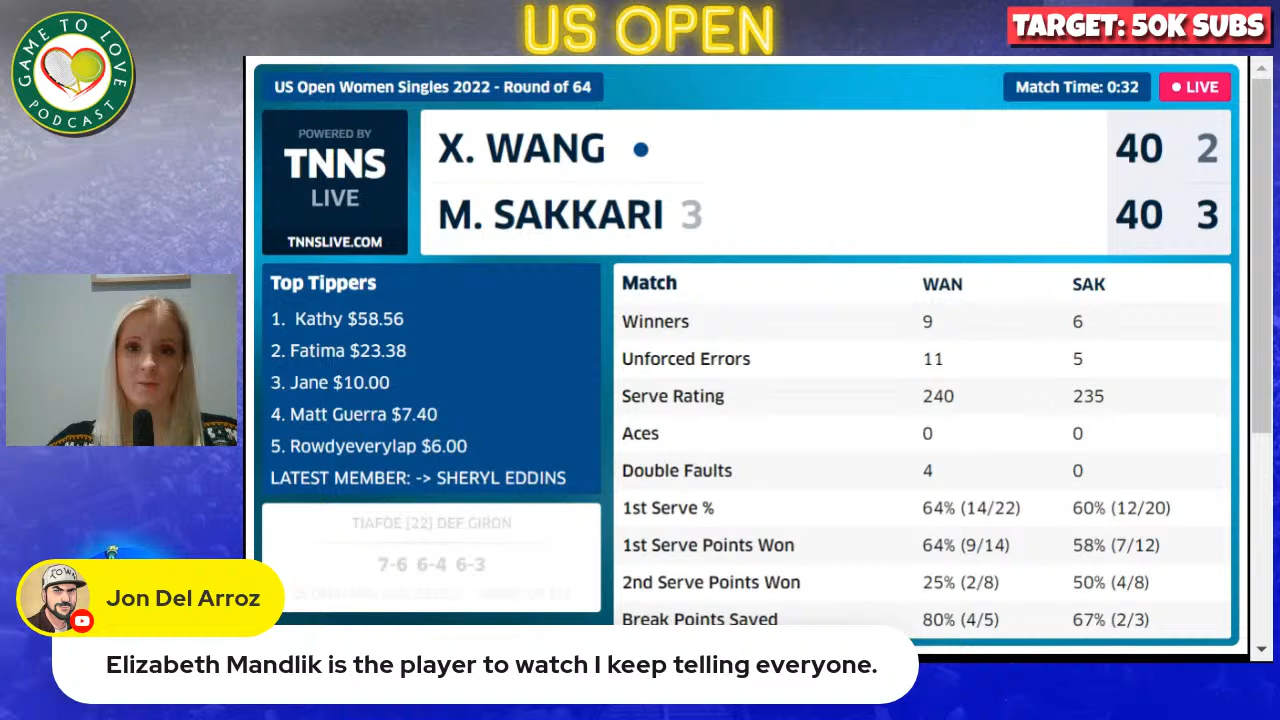 GAME TO LOVE
PODCAST
US OPEN
TARGET: 50K SUBS
US Open Women Singles 2022 - Round of 64
Match Time: 0:32
LIVE
POWERED BY
TNNS
LIVE
TNNSLIVE.COM
X. WANG 40 2
M. SAKKARI 3 40 3
Top Tippers
1. Kathy $58.56
2. Fatima $23.38
3. Jane $10.00
4. Matt Guerra $7.40
5. Rowdyeverylap $6.00
LATEST MEMBER: -> SHERYL EDDINS
TIAFOE [22] DEF GIRON
7-6 6-4 6-3
Match WAN SAK
Winners 9 6
Unforced Errors 11 5
Serve Rating 240 235
Aces 0 0
Double Faults 4 0
1st Serve % 64% (14/22) 60% (12/20)
1st Serve Points Won 64% (9/14) 58% (7/12)
2nd Serve Points Won 25% (2/8) 50% (4/8)
Break Points Saved 80% (4/5) 67% (2/3)
Jon Del Arroz
Elizabeth Mandlik is the player to watch I keep telling everyone.